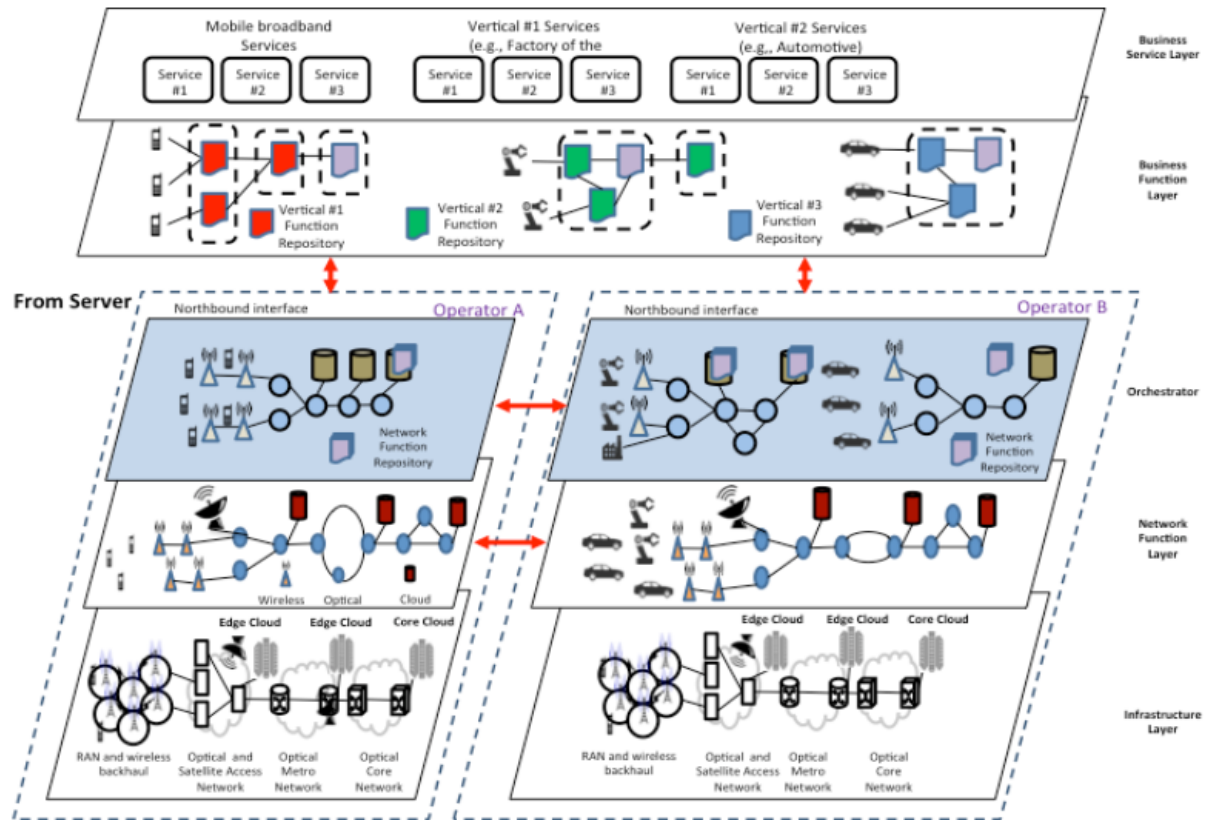 Mobile broadband
Services
Vertical #1 Services
(e.g., Factory of the
Vertical #2 Services
(e.g,, Automotive)
Business
Service Layer
Service
#1
Service
#2
Service
#3
Service
#1
Service
#2
Service
#3
Service
#1
Service
#2
Service
#3
Business
Function
Layer
Vertical #1
Function
Repository
Vertical #2
Function
Repository
Vertical #3
Function
Repository
From Server
Northbound interface
Operator A
Northbound interface
Operator B
Orchestrator
Network
Function
Repository
Network
Function
Repository
Network
Function
Layer
Wireless
Optical
Cloud
Edge Cloud
Edge Cloud
Core Cloud
Edge Cloud
Edge Cloud
Core Cloud
Infrastructure
Layer
RAN and wireless
backhaul
Optical and
Satellite Access
Network
Optical
Metro
Network
Optical
Core
Network
RAN and wireless
backhaul
Optical and
Satellite Access
Network
Optical
Metro
Network
Optical
Core
Network